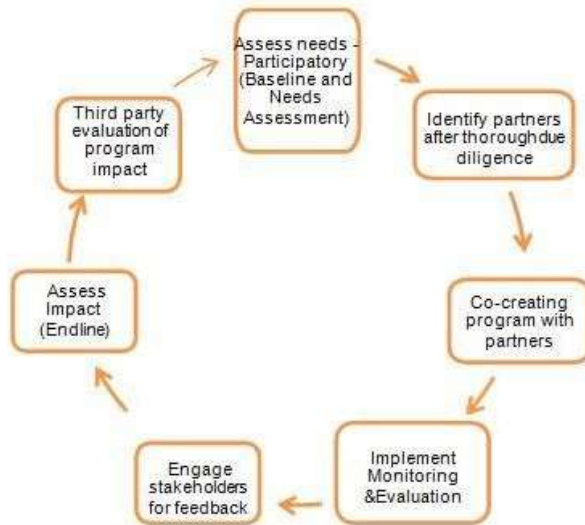 Assess needs -
Participatory
(Baseline and
Needs
Assessment)
Identify partners
after thoroughdue
diligence
Co-creating
program with
partners
Implement
Monitoring
&Evaluation
Engage
stakeholders
for feedback
Assess
Impact
(Endline)
Third party
evaluation of
program
impact